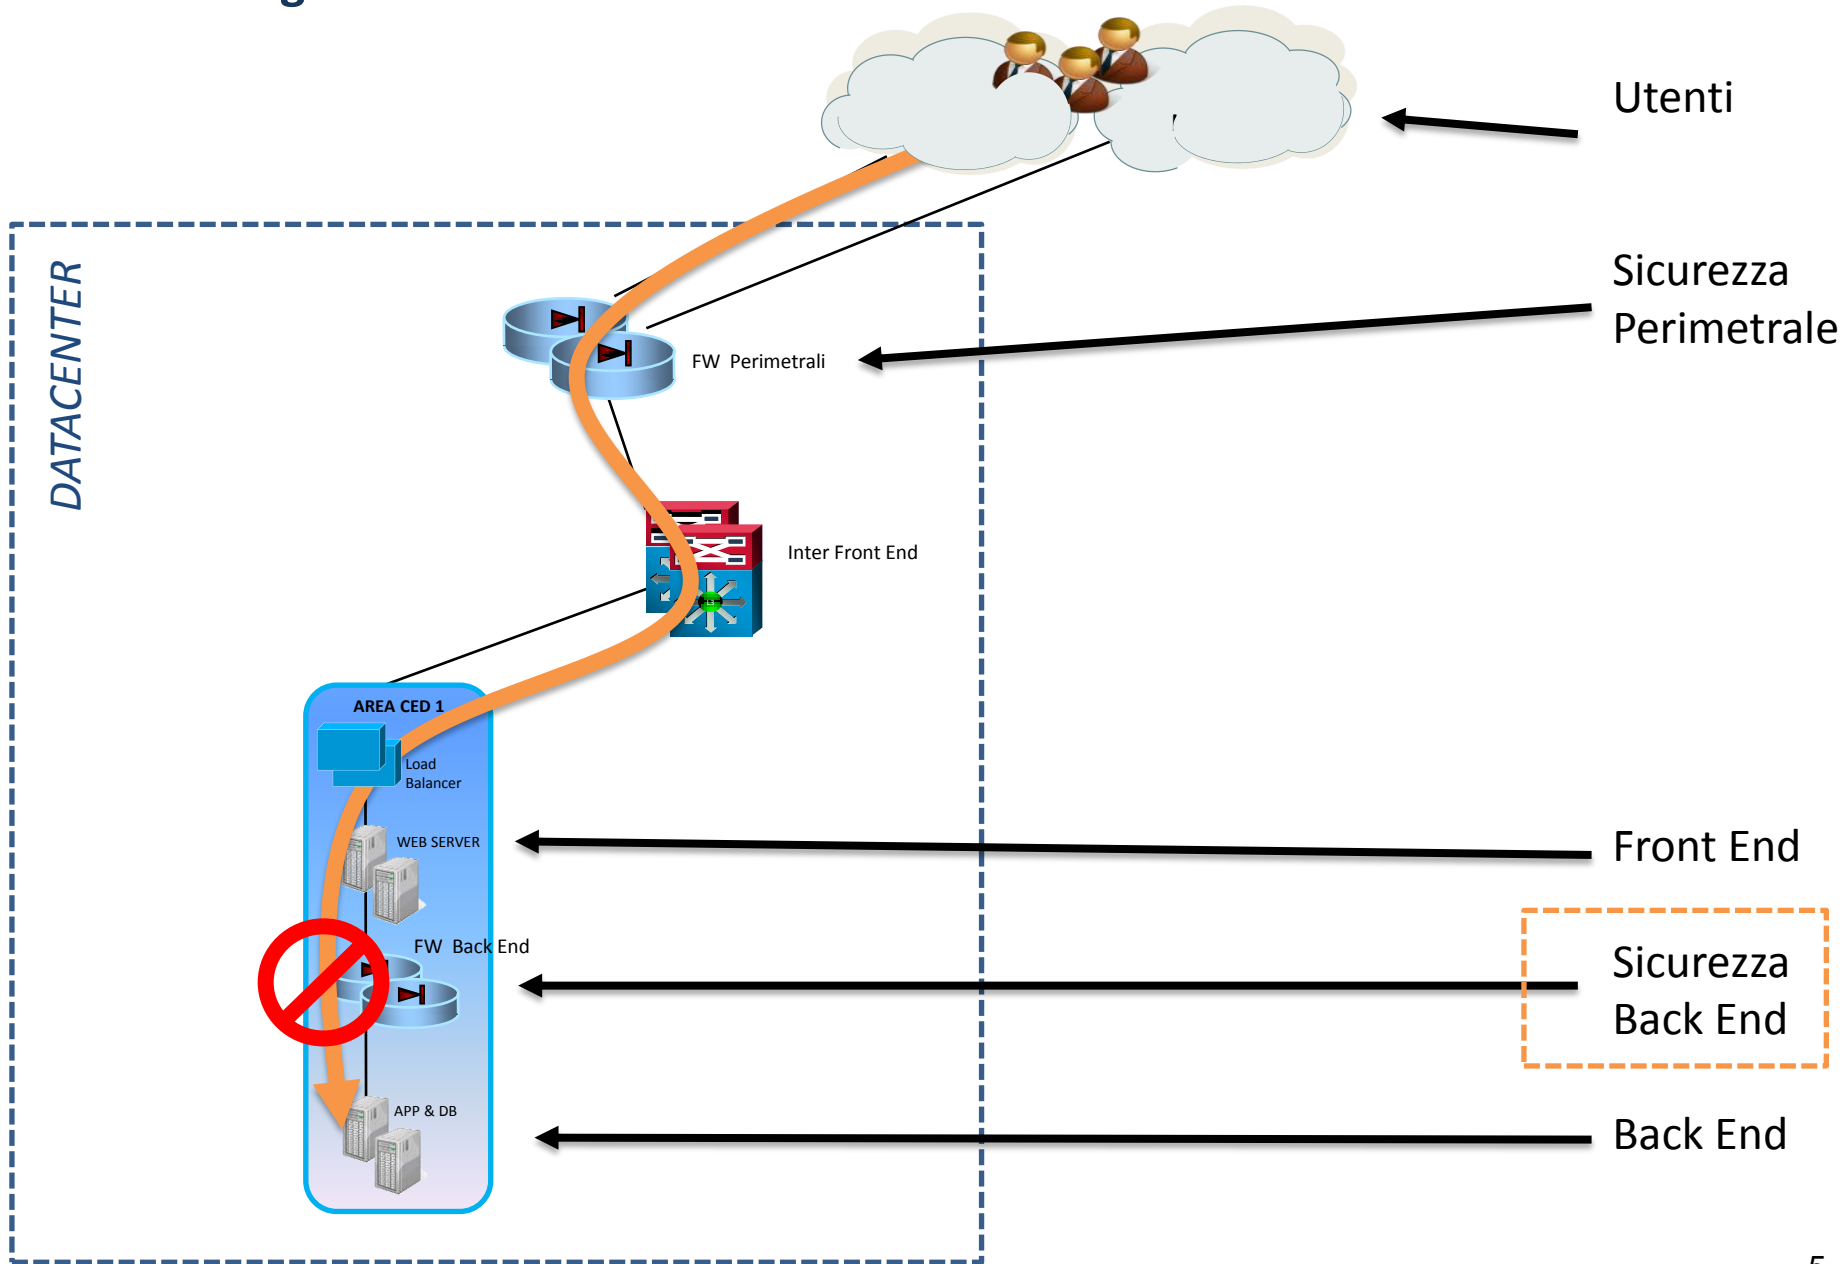 Utenti
DATACENTER
Sicurezza
Perimetrale
FW Perimetrali
Inter Front End
L3
AREA CED 1
Load
Balancer
WEB SERVER
Front End
FW Back End
Sicurezza
Back End
APP & DB
Back End